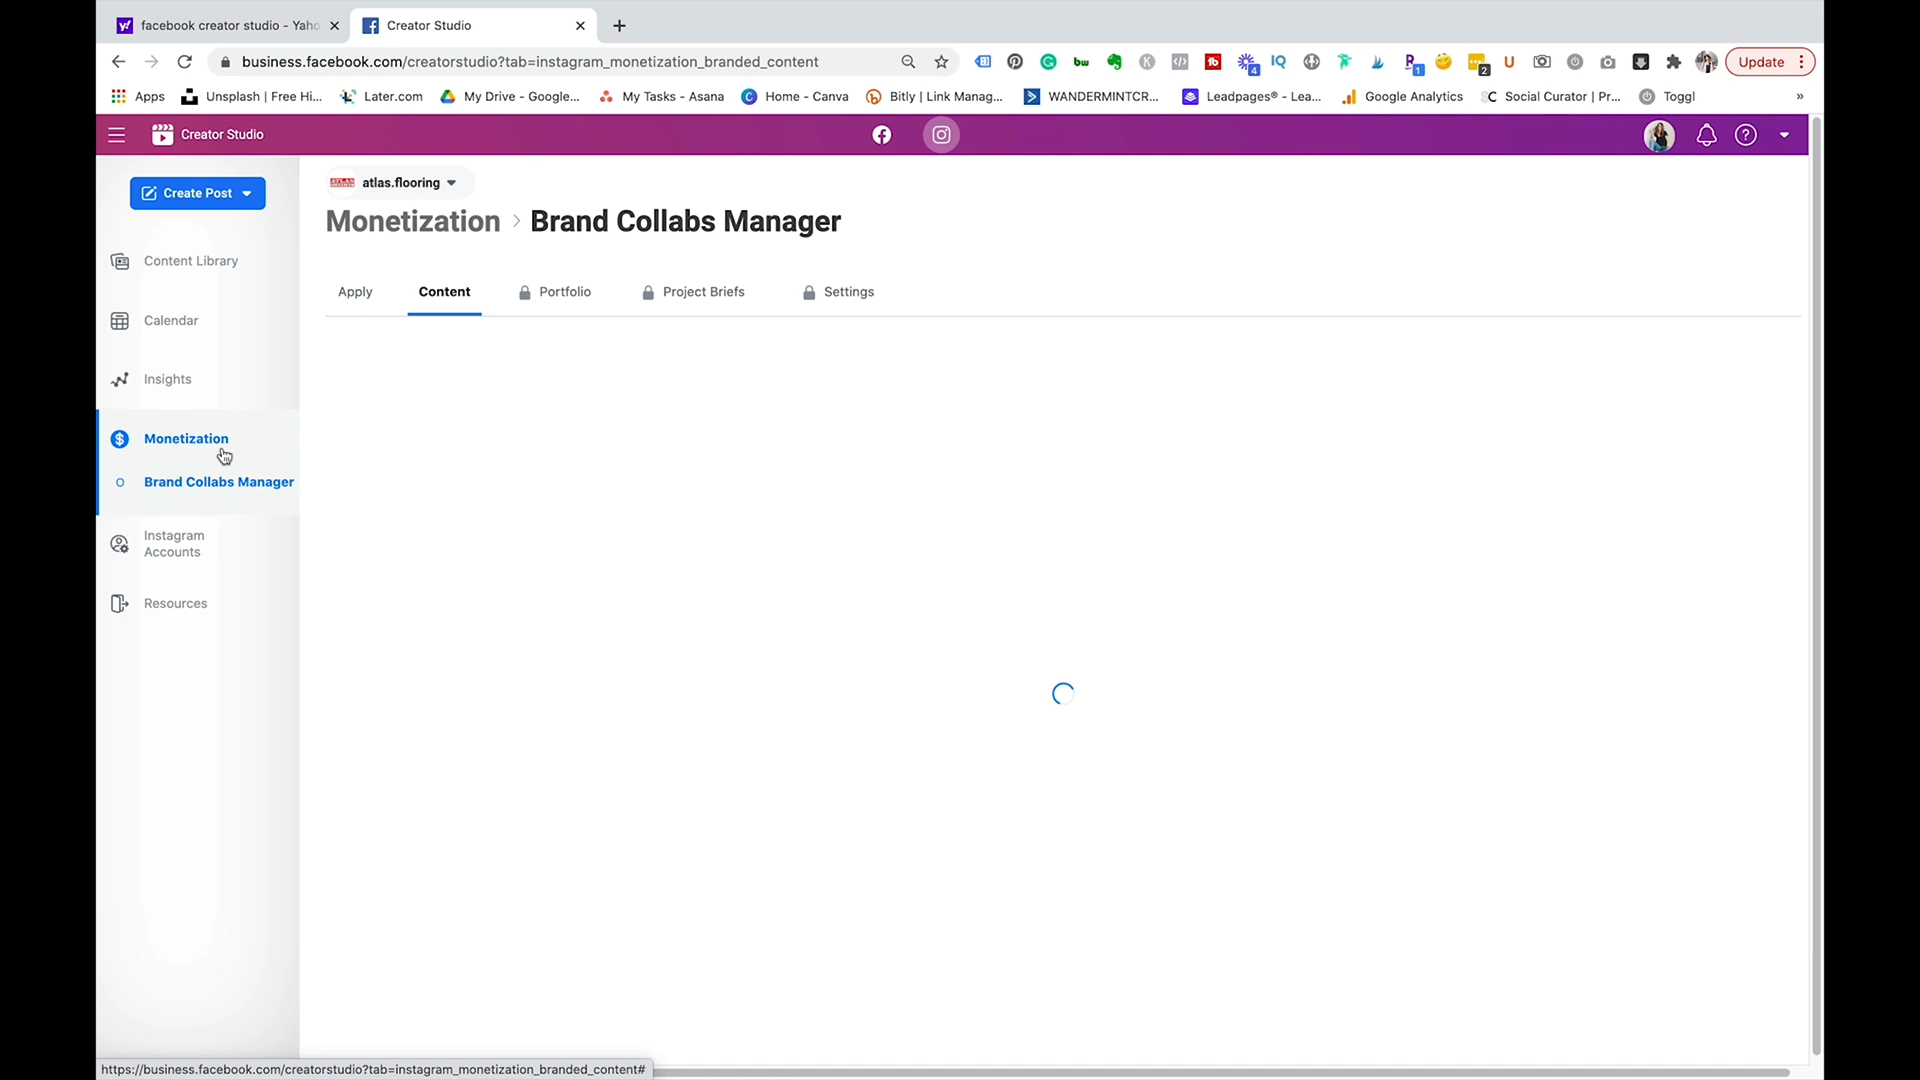 facebook creator studio - Yaho
Creator Studio
business.facebook.com/creatorstudio?tab=instagram_monetization_branded_content
Update
Apps
Unsplash | Free Hi...
Later.com
My Drive - Google...
My Tasks - Asana
Home - Canva
Bitly | Link Manag...
WANDERMINTCR...
Leadpages® - Lea...
Google Analytics
Social Curator | Pr...
Toggl
»
Creator Studio
Create Post
Content Library
Calendar
Insights
Monetization
Brand Collabs Manager
Instagram
Accounts
Resources
atlas.flooring
Monetization > Brand Collabs Manager
Apply
Content
Portfolio
Project Briefs
Settings
https://business.facebook.com/creatorstudio?tab=instagram_monetization_branded_content#